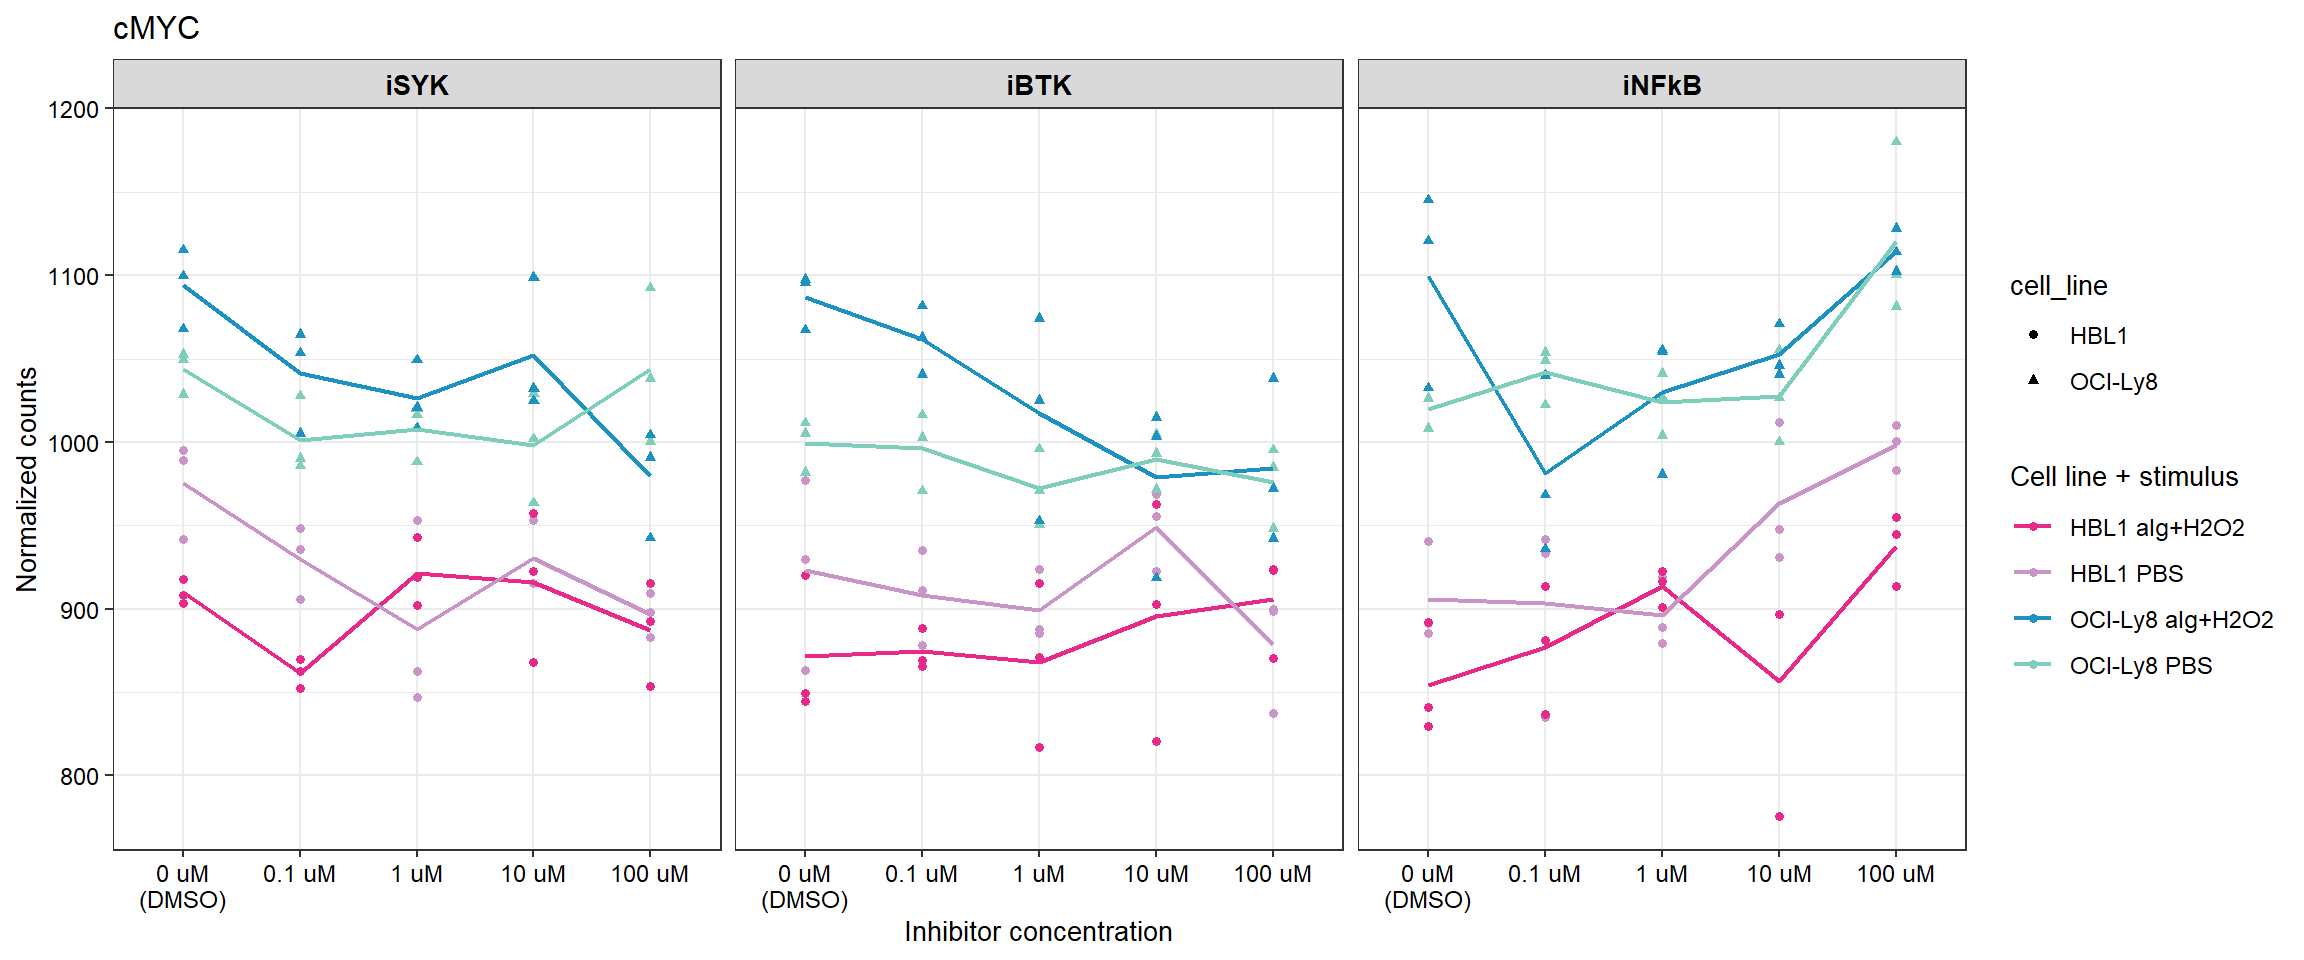 cMYC
iSYK
iBTK
iNFkB
Normalized counts
1200
1100
1000
900
800
0 uM
(DMSO)
0.1 uM
1 uM
10 uM
100 uM
0 uM
(DMSO)
0.1 uM
1 uM
10 uM
100 uM
0 uM
(DMSO)
0.1 uM
1 uM
10 uM
100 uM
Inhibitor concentration
cell_line
HBL1
OCI-Ly8
Cell line + stimulus
HBL1 aIg+H2O2
HBL1 PBS
OCI-Ly8 aIg+H2O2
OCI-Ly8 PBS